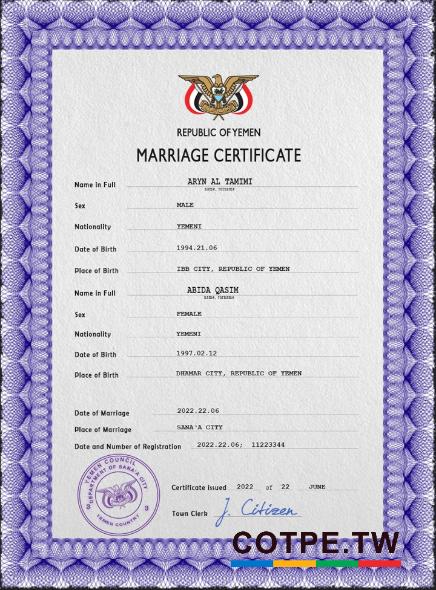 REPUBLIC OF YEMEN
MARRIAGE CERTIFICATE
Name in Full ARYN AL TAMIMI
Sex MALE
Nationality YEMENI
Date of Birth 1994.21.06
Place of Birth IBB CITY, REPUBLIC OF YEMEN
Name in Full ABIDA QASIM
Sex FEMALE
Nationality YEMENI
Date of Birth 1997.02.12
Place of Birth DHAMAR CITY, REPUBLIC OF YEMEN
Date of Marriage 2022.22.06
Place of Marriage SANA'A CITY
Date and Number of Registration 2022.22.06; 11223344
YEMEN COUNCIL
DEPARTMENT OF SANA'A CITY
YEMEN COUNTRY
Certificate issued 2022 of 22 JUNE
Town Clerk J. Citizen
COTPE.TW